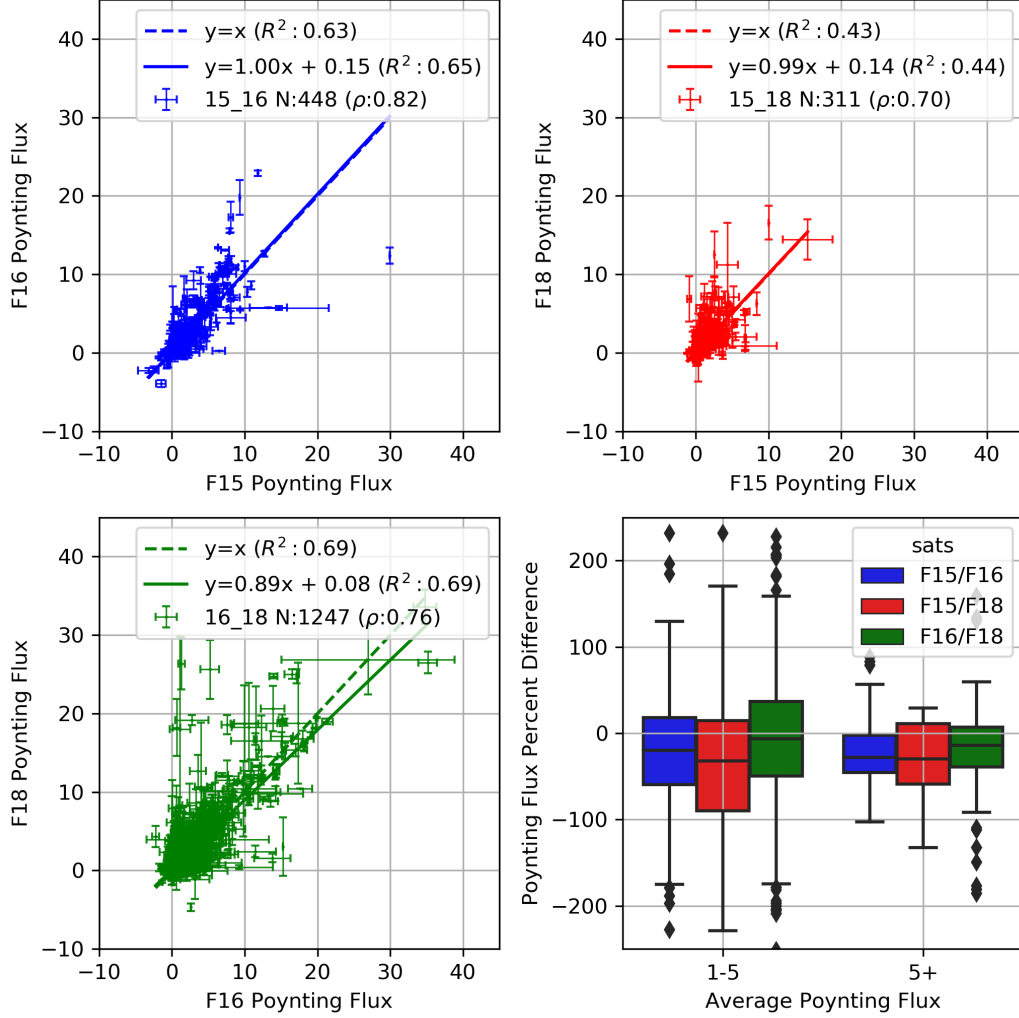 y=x (R²: 0.63)
y=1.00x + 0.15 (R²: 0.65)
15_16 N:448 (ρ:0.82)
40
30
20
10
0
−10
−10 0 10 20 30 40
F16 Poynting Flux
F15 Poynting Flux
y=x (R²: 0.43)
y=0.99x + 0.14 (R²: 0.44)
15_18 N:311 (ρ:0.70)
40
30
20
10
0
−10
−10 0 10 20 30 40
F18 Poynting Flux
F15 Poynting Flux
y=x (R²: 0.69)
y=0.89x + 0.08 (R²: 0.69)
16_18 N:1247 (ρ:0.76)
40
30
20
10
0
−10
−10 0 10 20 30 40
F18 Poynting Flux
F16 Poynting Flux
sats
F15/F16
F15/F18
F16/F18
200
100
0
−100
−200
1-5 5+
Poynting Flux Percent Difference
Average Poynting Flux